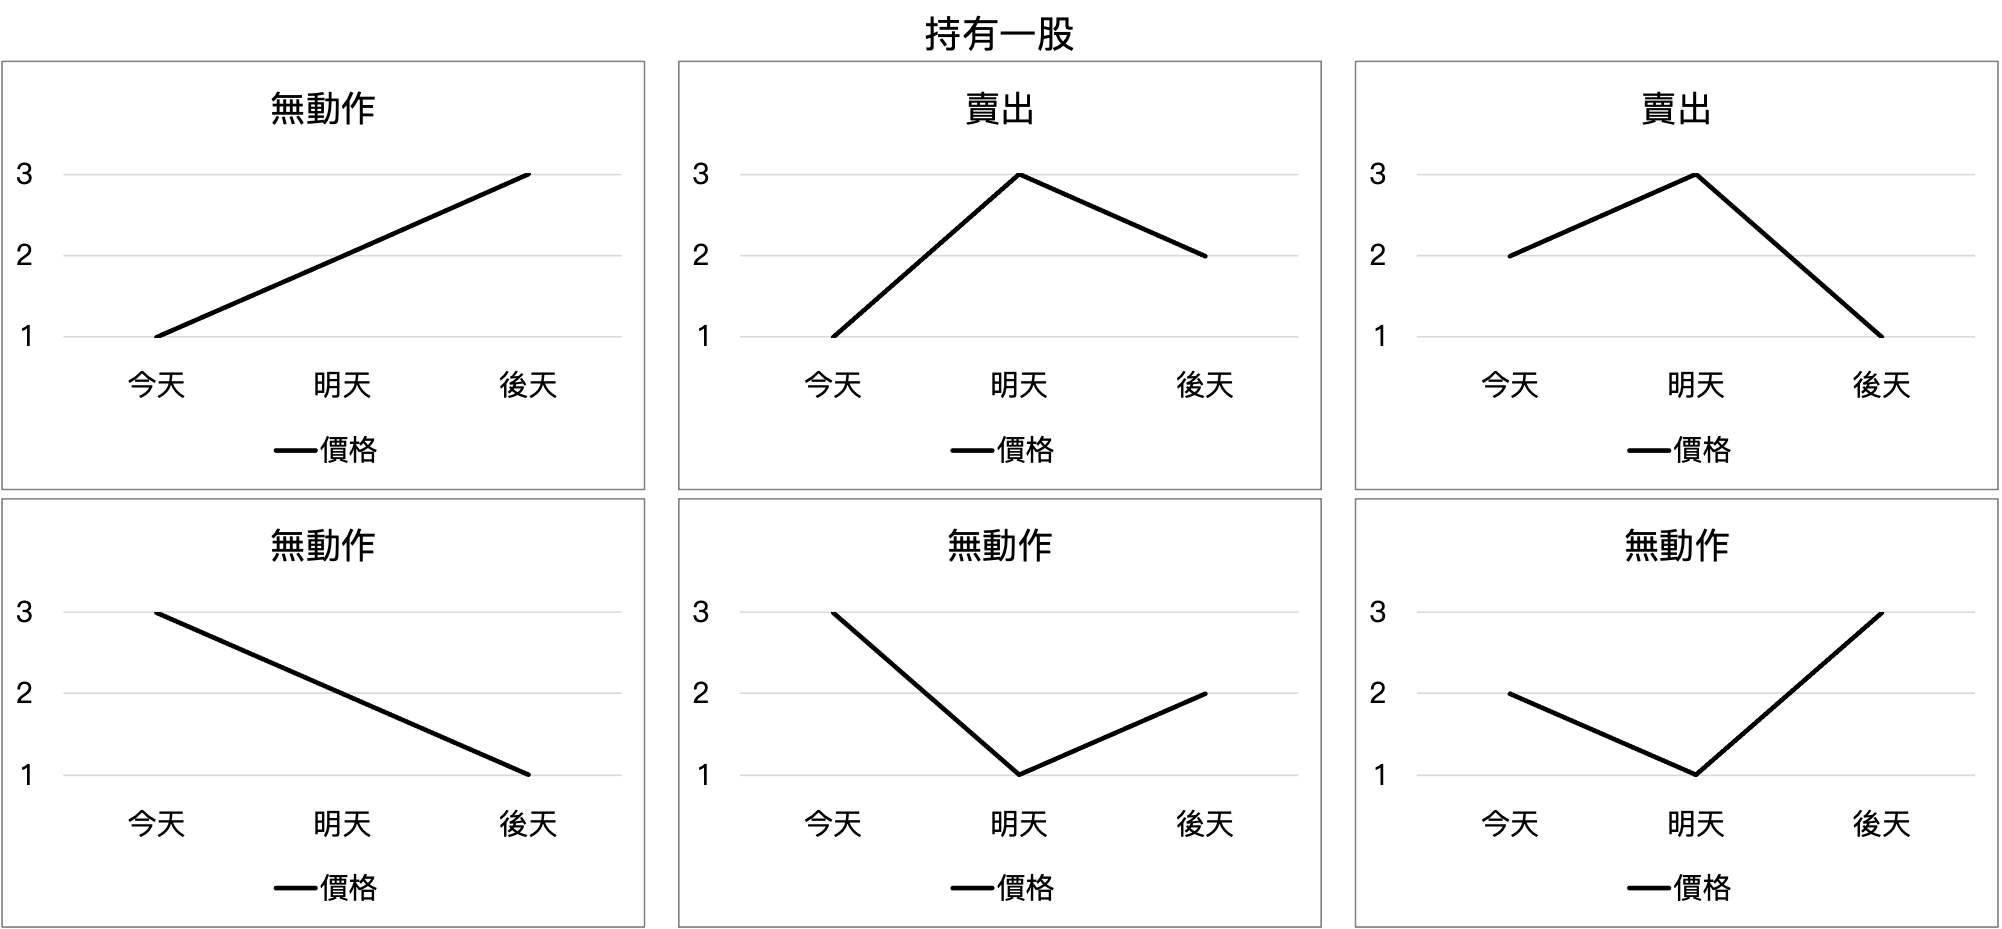 持有一股
無動作
3
2
1
今天 明天 後天
價格
賣出
3
2
1
今天 明天 後天
價格
賣出
3
2
1
今天 明天 後天
價格
無動作
3
2
1
今天 明天 後天
價格
無動作
3
2
1
今天 明天 後天
價格
無動作
3
2
1
今天 明天 後天
價格